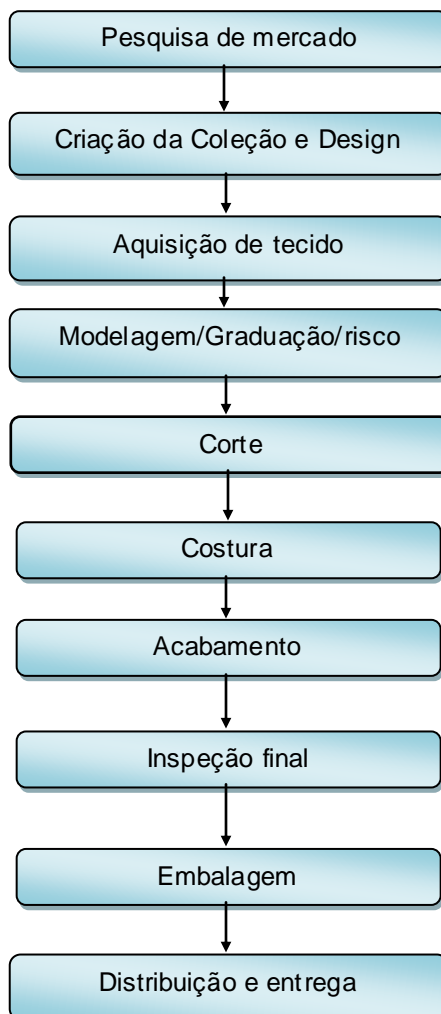 Pesquisa de mercado
Criação da Coleção e Design
Aquisição de tecido
Modelagem/Graduação/risco
Corte
Costura
Acabamento
Inspeção final
Embalagem
Distribuição e entrega